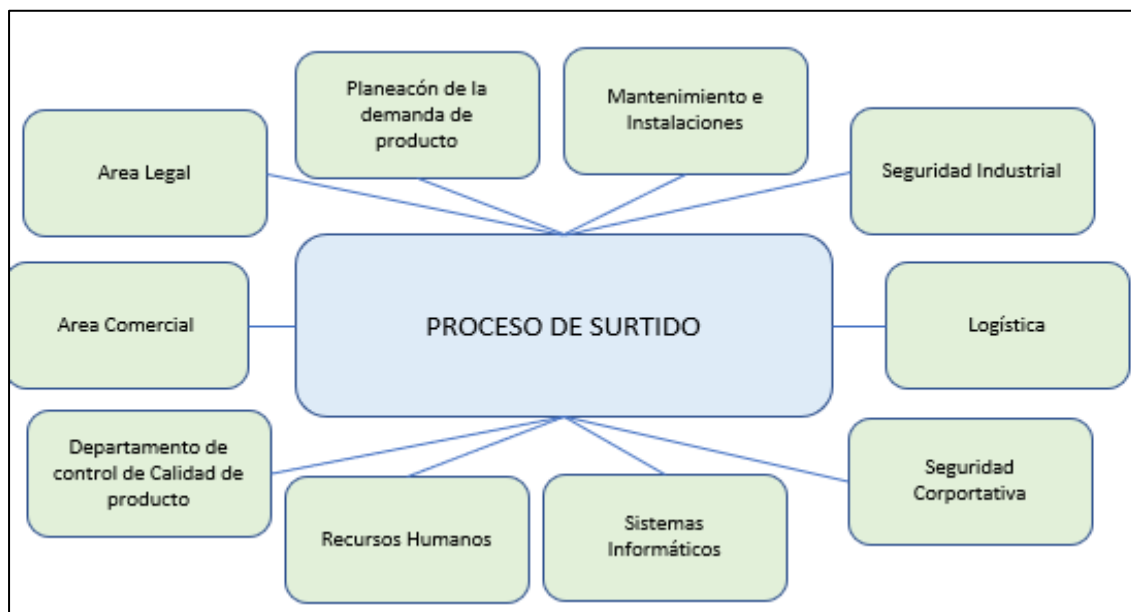 Planeacón de la
demanda de
producto
Mantenimiento e
Instalaciones
Area Legal
Seguridad Industrial
Area Comercial
PROCESO DE SURTIDO
Logística
Departamento de
control de Calidad de
producto
Recursos Humanos
Sistemas
Informáticos
Seguridad
Corportativa